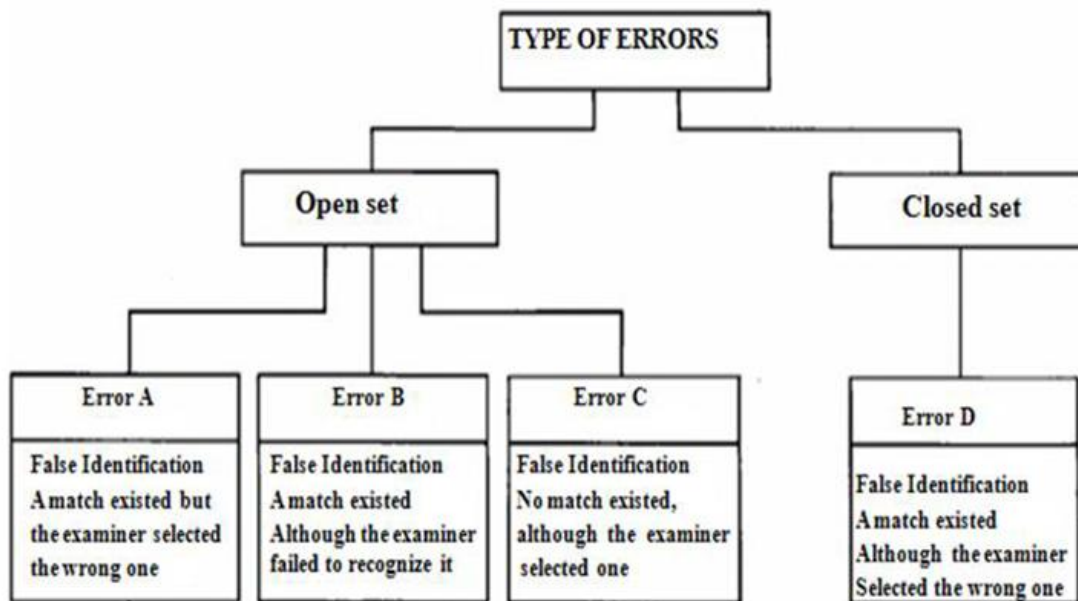 TYPE OF ERRORS
Open set
Closed set
Error A
False Identification
A match existed but
the examiner selected
the wrong one
Error B
False Identification
A match existed
Although the examiner
failed to recognize it
Error C
False Identification
No match existed,
although the examiner
selected one
Error D
False Identification
A match existed
Although the examiner
Selected the wrong one